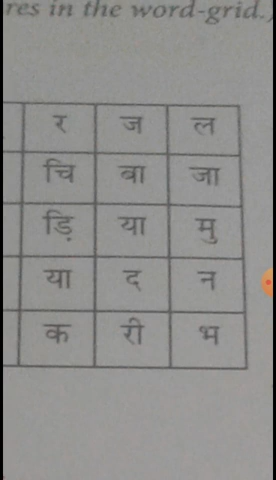 res in the word-grid.
र ज ल
चि बा जा
ड़ि या मु
या द न
क री भ